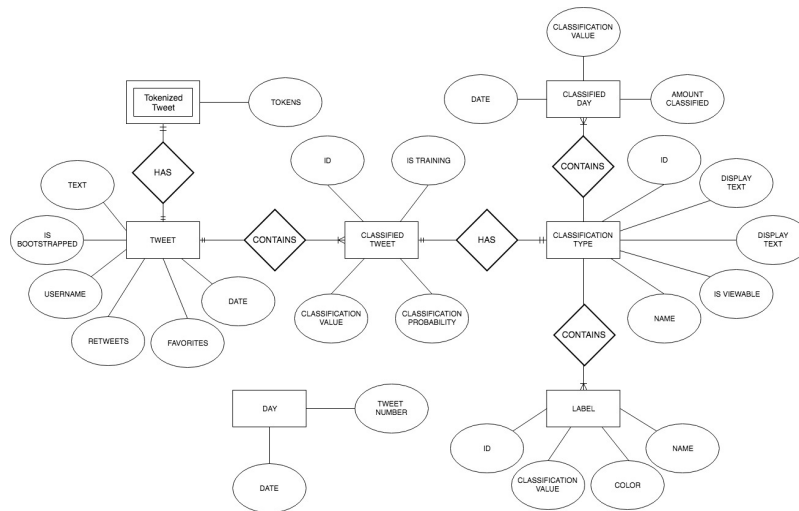 CLASSIFICATION
VALUE
Tokenized
Tweet
TOKENS
DATE
CLASSIFIED
DAY
AMOUNT
CLASSIFIED
HAS
ID
IS TRAINING
CONTAINS
ID
DISPLAY
TEXT
TEXT
IS
BOOTSTRAPPED
TWEET
CONTAINS
CLASSIFIED
TWEET
HAS
CLASSIFICATION
TYPE
DISPLAY
TEXT
USERNAME
DATE
IS VIEWABLE
RETWEETS
FAVORITES
CLASSIFICATION
VALUE
CLASSIFICATION
PROBABILITY
NAME
CONTAINS
DAY
TWEET
NUMBER
LABEL
ID
NAME
DATE
CLASSIFICATION
VALUE
COLOR